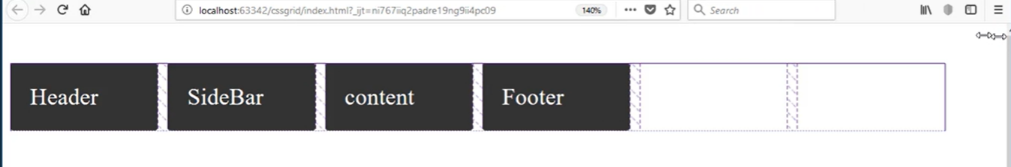 localhost:63342/cssgrid/index.html?_ijt=ni767iiq2padre19ng9ii4pc09 140% Search
Header SideBar content Footer